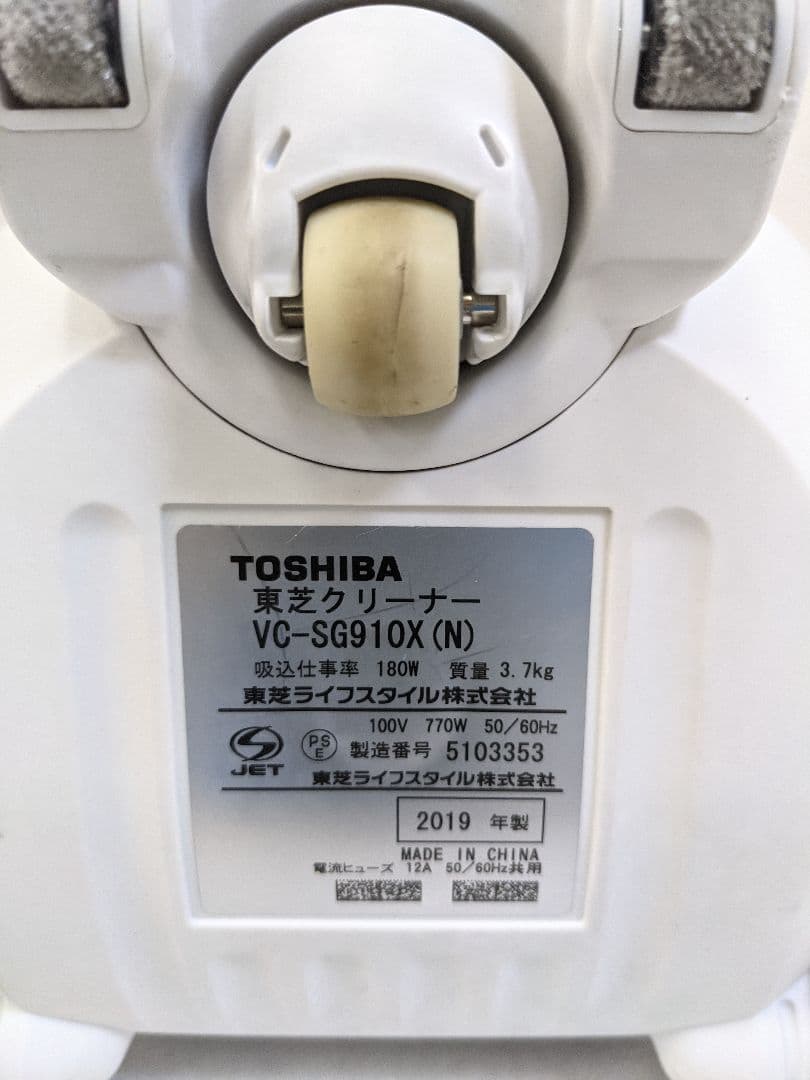 TOSHIBA
東芝クリーナー
VC-SG910X(N)
吸込仕事率 180W 質量 3.7kg
東芝ライフスタイル株式会社
100V 770W 50/60Hz
JET PS E 製造番号 5103353
東芝ライフスタイル株式会社
2019 年製
MADE IN CHINA
電流ヒューズ 12A 50/60Hz共用